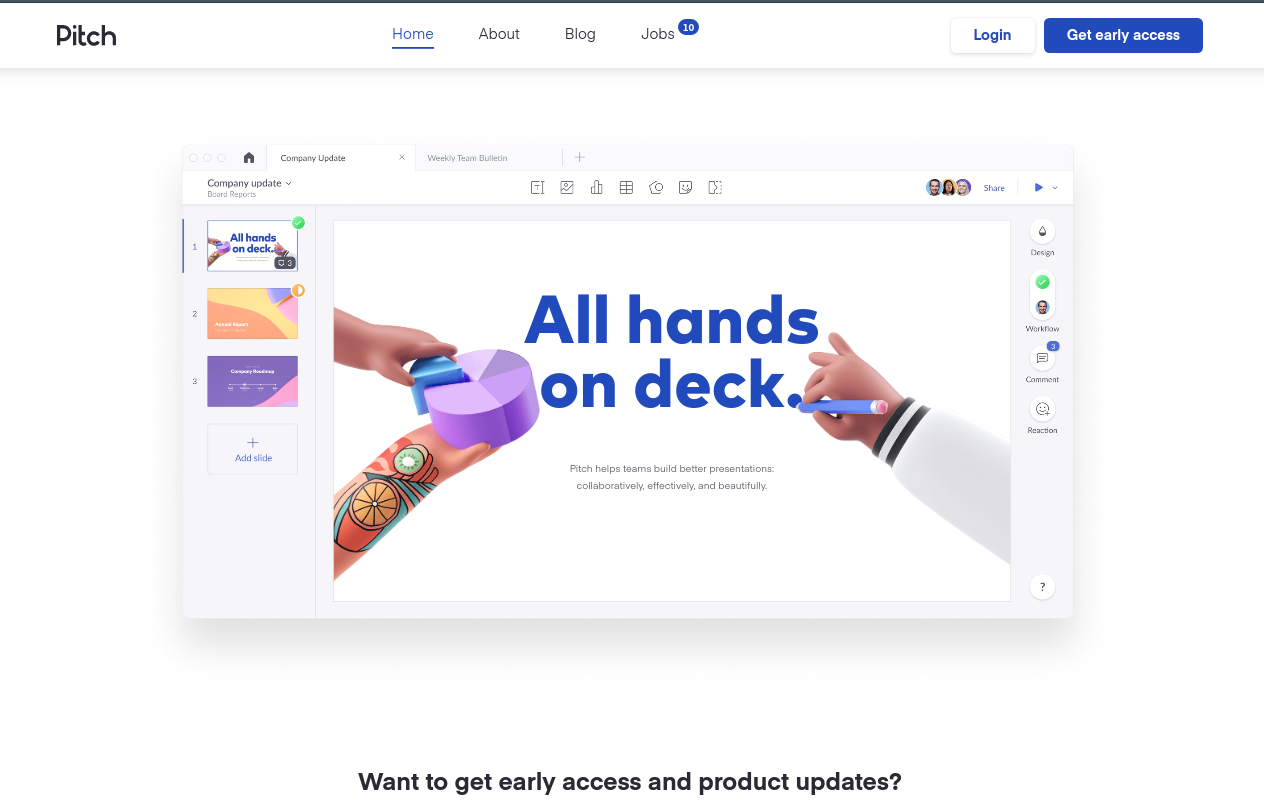 Pitch
Home
About
Blog
Jobs
10
Login
Get early access
Company Update
Weekly Team Bulletin
Company update
Board Reports
Share
1
All hands
on deck.
3
2
Annual Report
3
Company Roadmap
Add slide
All hands
on deck.
Pitch helps teams build better presentations:
collaboratively, effectively, and beautifully.
Design
Workflow
3
Comment
Reaction
?
Want to get early access and product updates?